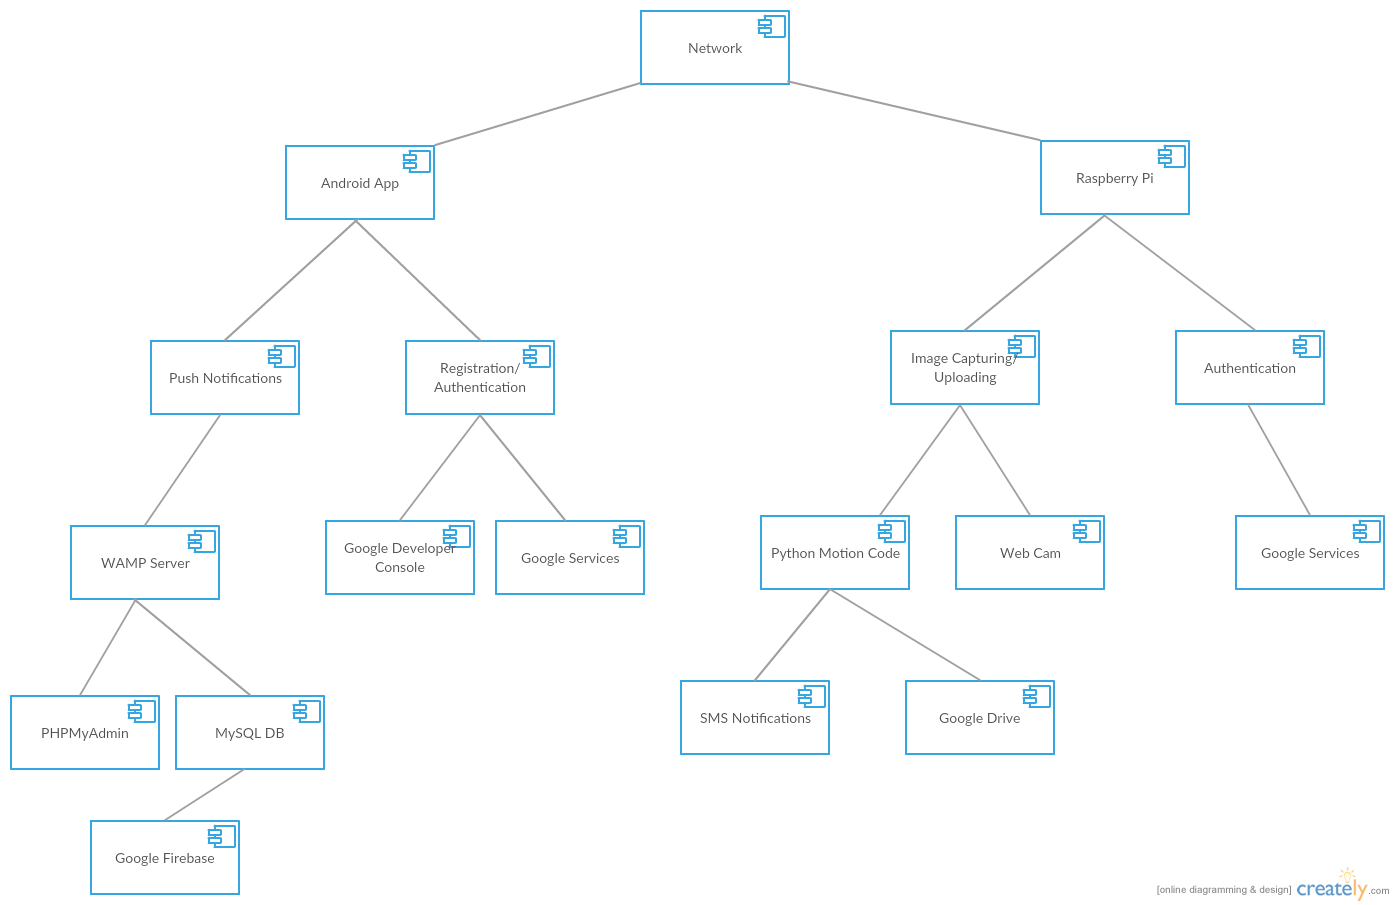 Network
Android App
Raspberry Pi
Push Notifications
Registration/
Authentication
Image Capturing/
Uploading
Authentication
WAMP Server
Google Developer
Console
Google Services
Python Motion Code
Web Cam
Google Services
PHPMyAdmin
MySQL DB
SMS Notifications
Google Drive
Google Firebase
[online diagramming & design] creately.com